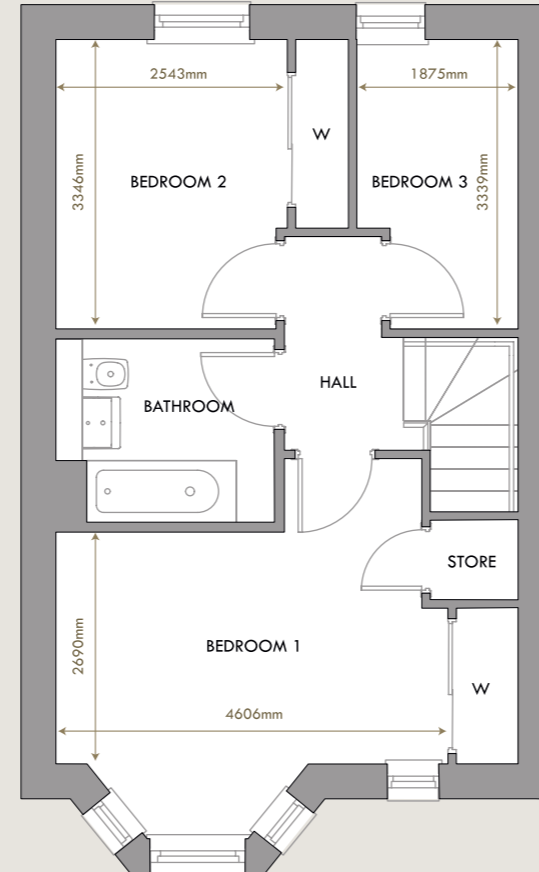 2543mm
1875mm
W
BEDROOM 2
3346mm
BEDROOM 3
3339mm
HALL
BATHROOM
STORE
BEDROOM 1
2690mm
W
4606mm